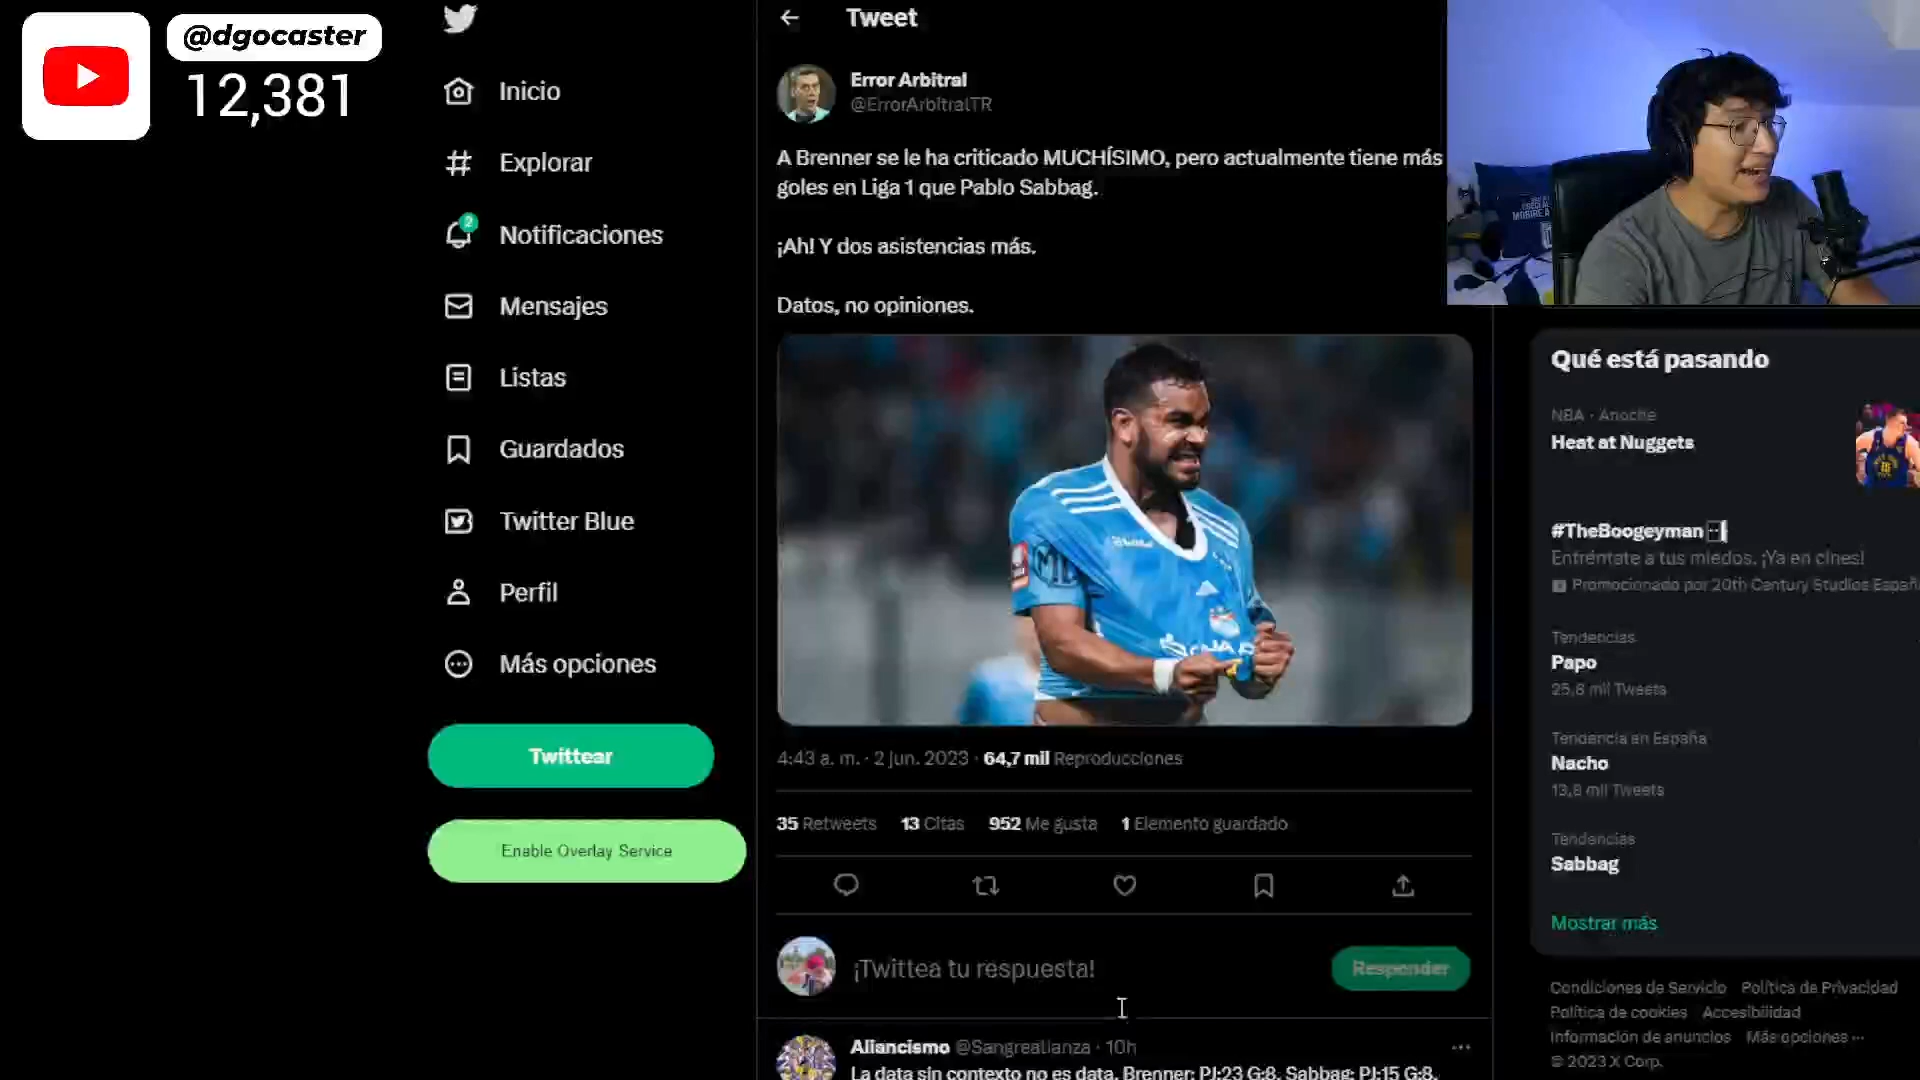 @dgocaster
12,381
Inicio
Explorar
2
Notificaciones
Mensajes
Listas
Guardados
Twitter Blue
Perfil
Más opciones
Twittear
Enable Overlay Service
Tweet
Error Arbitral
@ErrorArbitralTR
A Brenner se le ha criticado MUCHÍSIMO, pero actualmente tiene más
goles en Liga 1 que Pablo Sabbag.
¡Ah! Y dos asistencias más.
Datos, no opiniones.
4:43 a. m. · 2 jun. 2023 · 64,7 mil Reproducciones
35 Retweets 13 Citas 952 Me gusta 1 Elemento guardado
¡Twittea tu respuesta!
Responder
Aliancismo @Sangrealianza · 10h
La data sin contexto no es data. Brenner: PJ:23 G:8. Sabbag: PJ:15 G:8.
Qué está pasando
NBA · Anoche
Heat at Nuggets
15
#TheBoogeyman
Entréntate a tus miedos. ¡Ya en cines!
Promocionado por 20th Century Studios Españ
Tendencias
Papo
25,8 mil Tweets
Tendencia en España
Nacho
13,8 mil Tweets
Tendencias
Sabbag
Mostrar más
Condiciones de Servicio Política de Privacidad
Política de cookies Accesibilidad
Información de anuncios Más opciones ···
© 2023 X Corp.